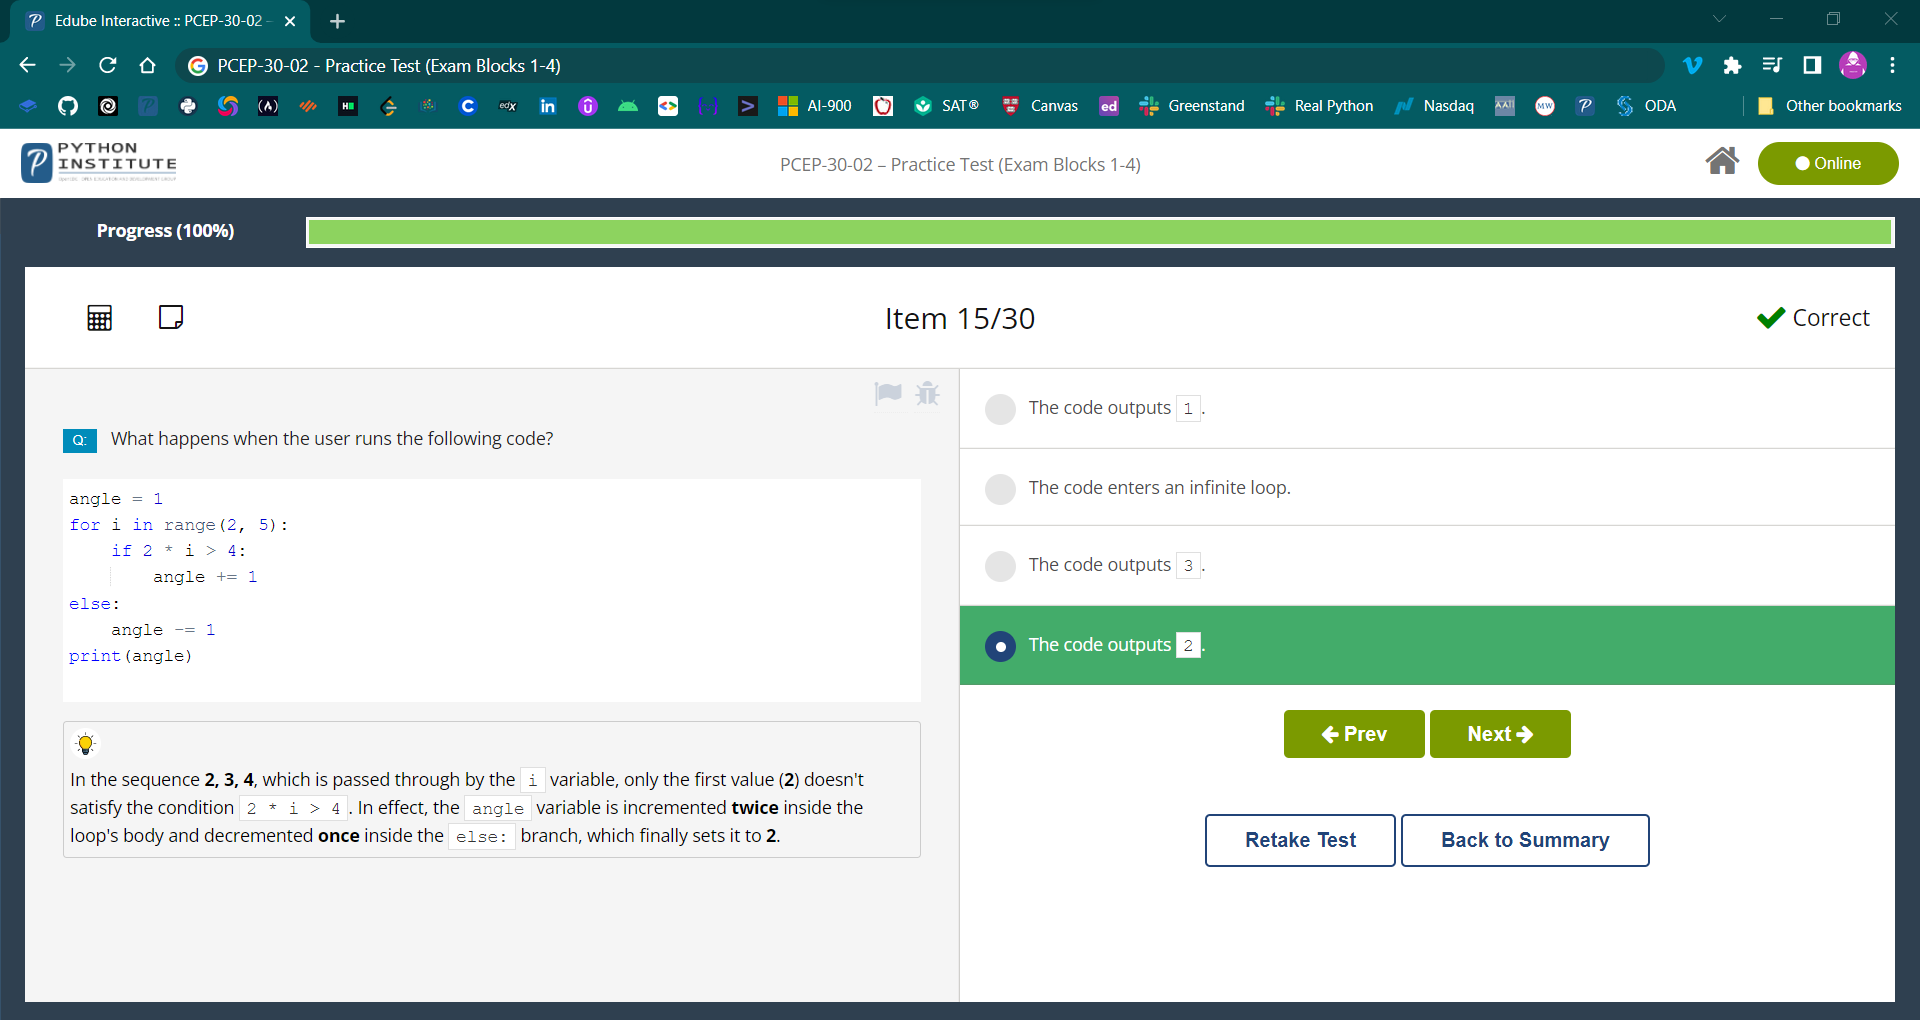 Edube Interactive :: PCEP-30-02 -
PCEP-30-02 - Practice Test (Exam Blocks 1-4)
AI-900
SAT®
Canvas
ed
Greenstand
Real Python
Nasdaq
MW
ODA
Other bookmarks
PYTHON
INSTITUTE
PCEP-30-02 – Practice Test (Exam Blocks 1-4)
Online
Progress (100%)
Item 15/30
Correct
Q: What happens when the user runs the following code?
angle = 1
for i in range(2, 5):
    if 2 * i > 4:
        angle += 1
else:
    angle -= 1
print(angle)
In the sequence 2, 3, 4, which is passed through by the i variable, only the first value (2) doesn't
satisfy the condition 2 * i > 4. In effect, the angle variable is incremented twice inside the
loop's body and decremented once inside the else: branch, which finally sets it to 2.
The code outputs 1.
The code enters an infinite loop.
The code outputs 3.
The code outputs 2.
Prev
Next
Retake Test
Back to Summary